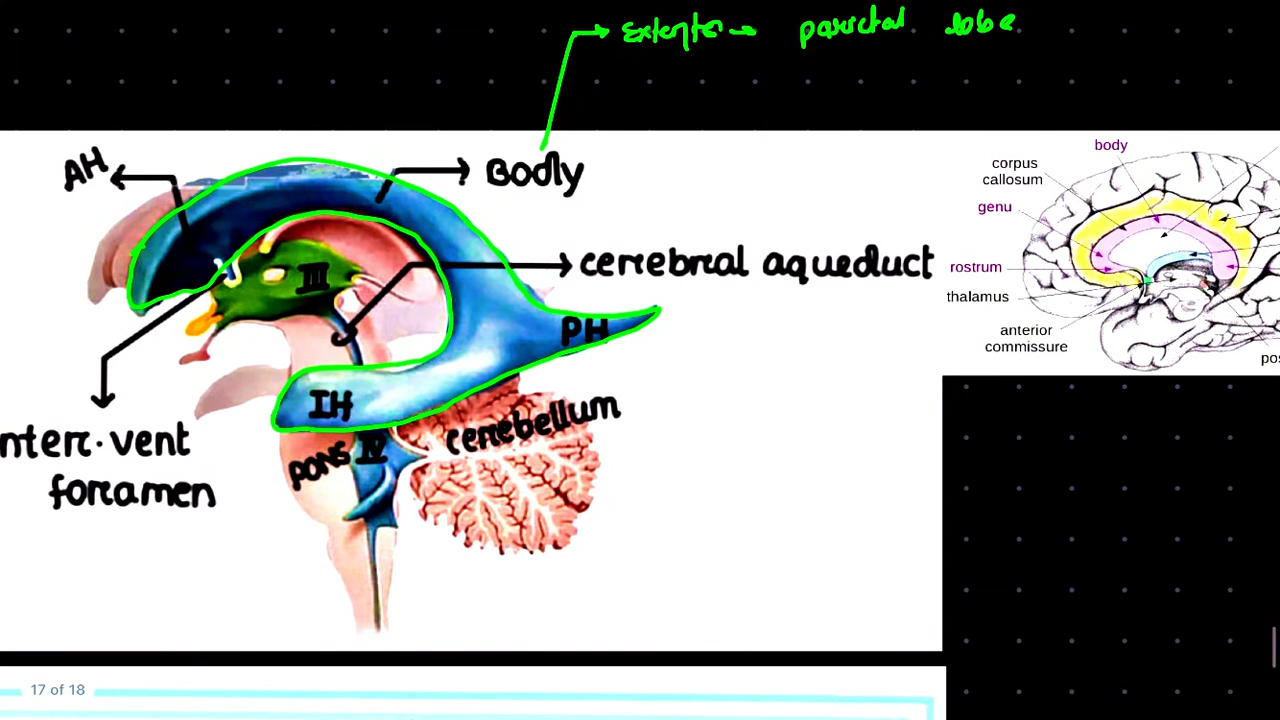 parietal lobe
AH
Body
cerebral aqueduct
III
PH
IH
cerebellum
PONS IV
nter.vent
foramen
body
corpus
callosum
genu
rostrum
thalamus
anterior
commissure
pos
17 of 18